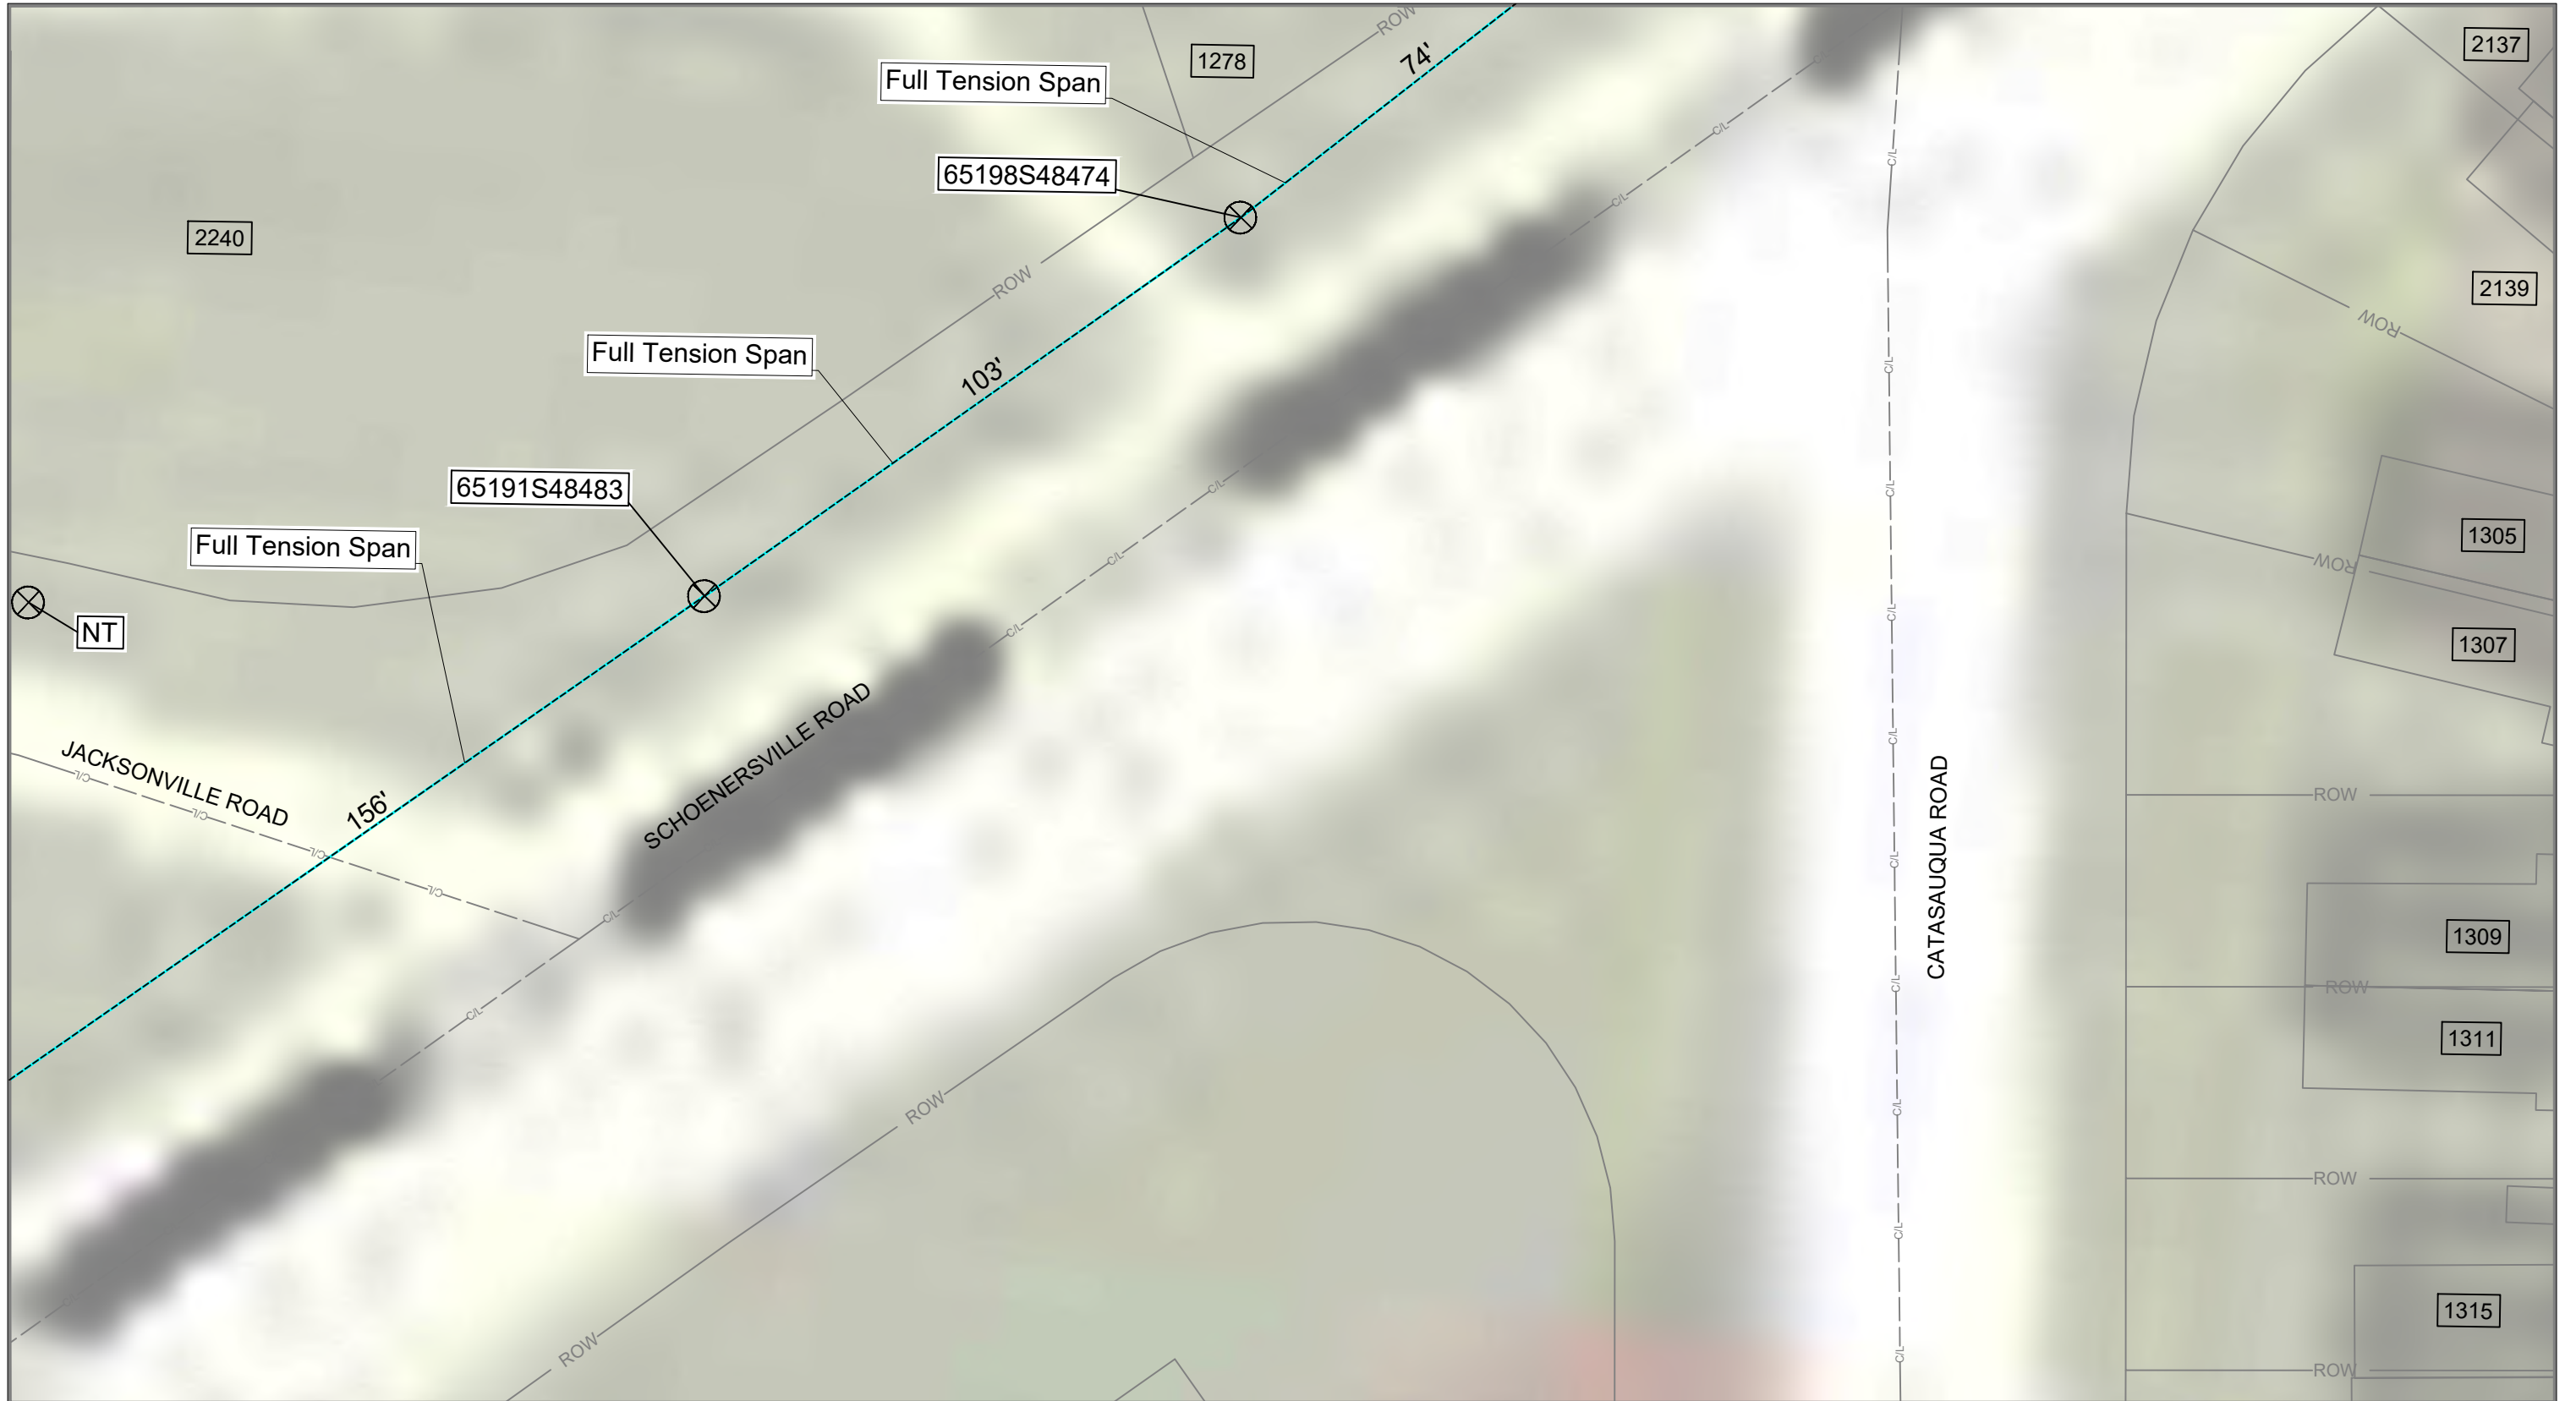 ROW
74'
1278
2137
Full Tension Span
C/L
C/L
C/L
65198S48474
C/L
2240
ROW
2139
ROW
Full Tension Span
103'
C/L
65191S48483
C/L
C/L
1305
Full Tension Span
C/L
ROW
C/L
NT
C/L
1307
SCHOENERSVILLE ROAD
JACKSONVILLE ROAD
C/L
C/L
C/L
C/L
156'
CATASAUQUA ROAD
ROW
C/L
C/L
C/L
C/L
1309
C/L
ROW
C/L
1311
ROW
C/L
ROW
C/L
1315
ROW
C/L
ROW